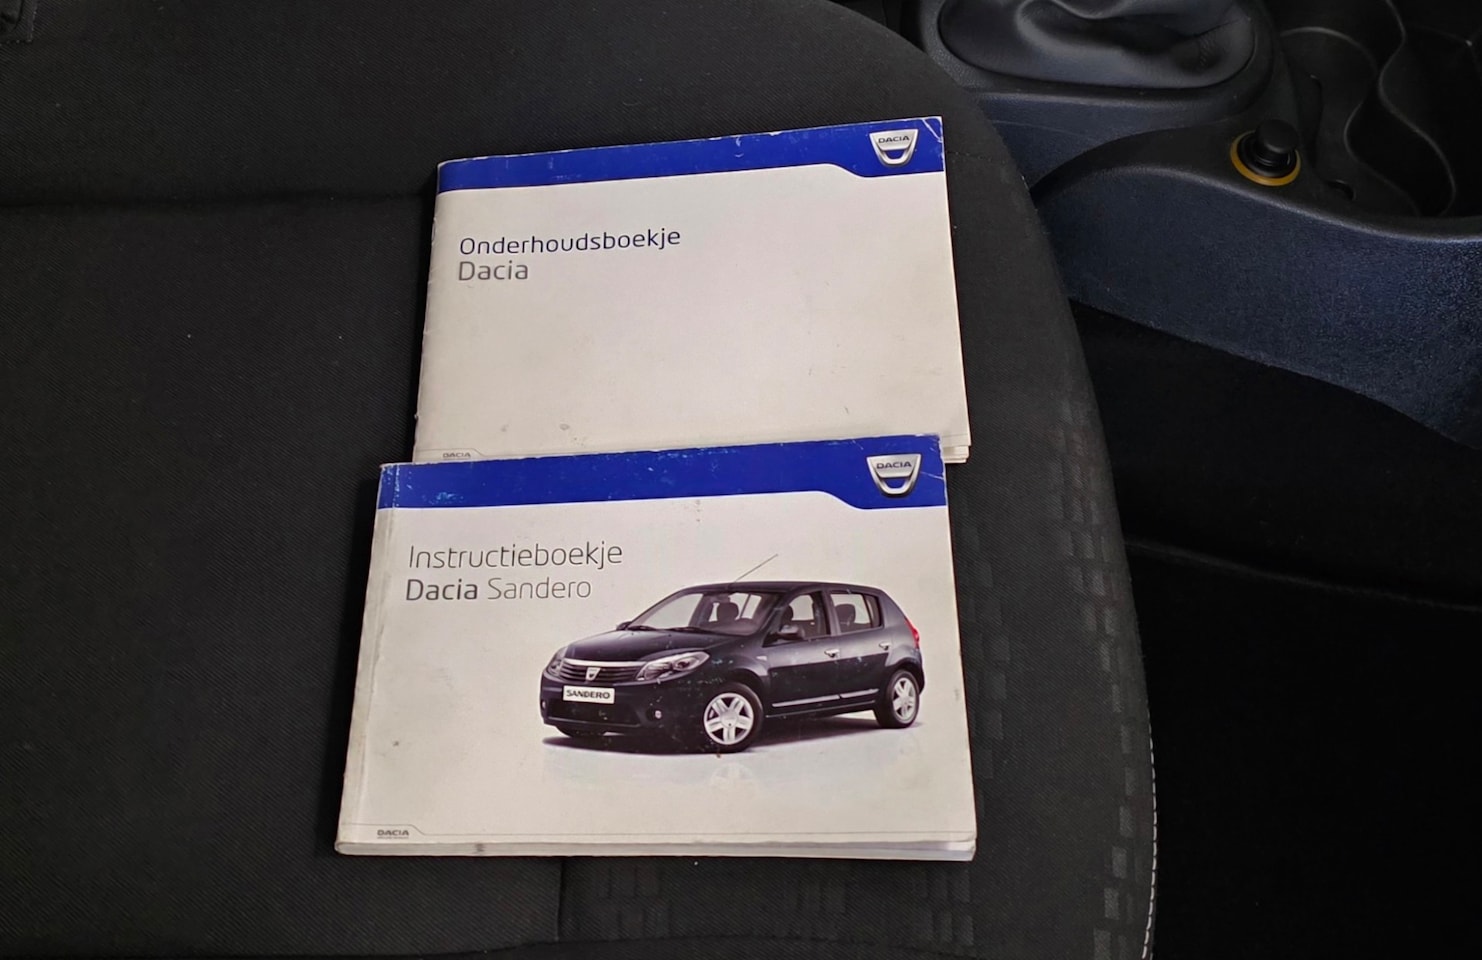 DACIA
Onderhoudsboekje
Dacia
DACIA
DACIA
Instructieboekje
Dacia Sandero
SANDERO
DACIA